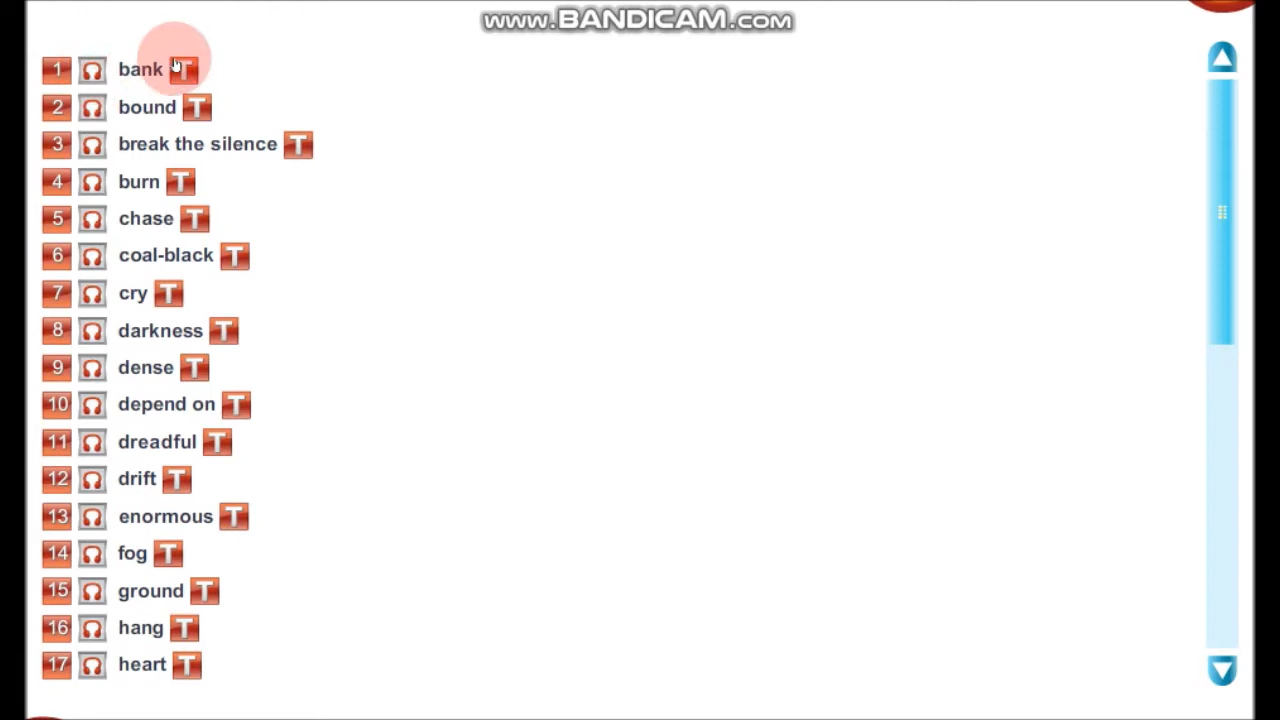 www.BANDICAM.com
1 bank T
2 bound T
3 break the silence T
4 burn T
5 chase T
6 coal-black T
7 cry T
8 darkness T
9 dense T
10 depend on T
11 dreadful T
12 drift T
13 enormous T
14 fog T
15 ground T
16 hang T
17 heart T